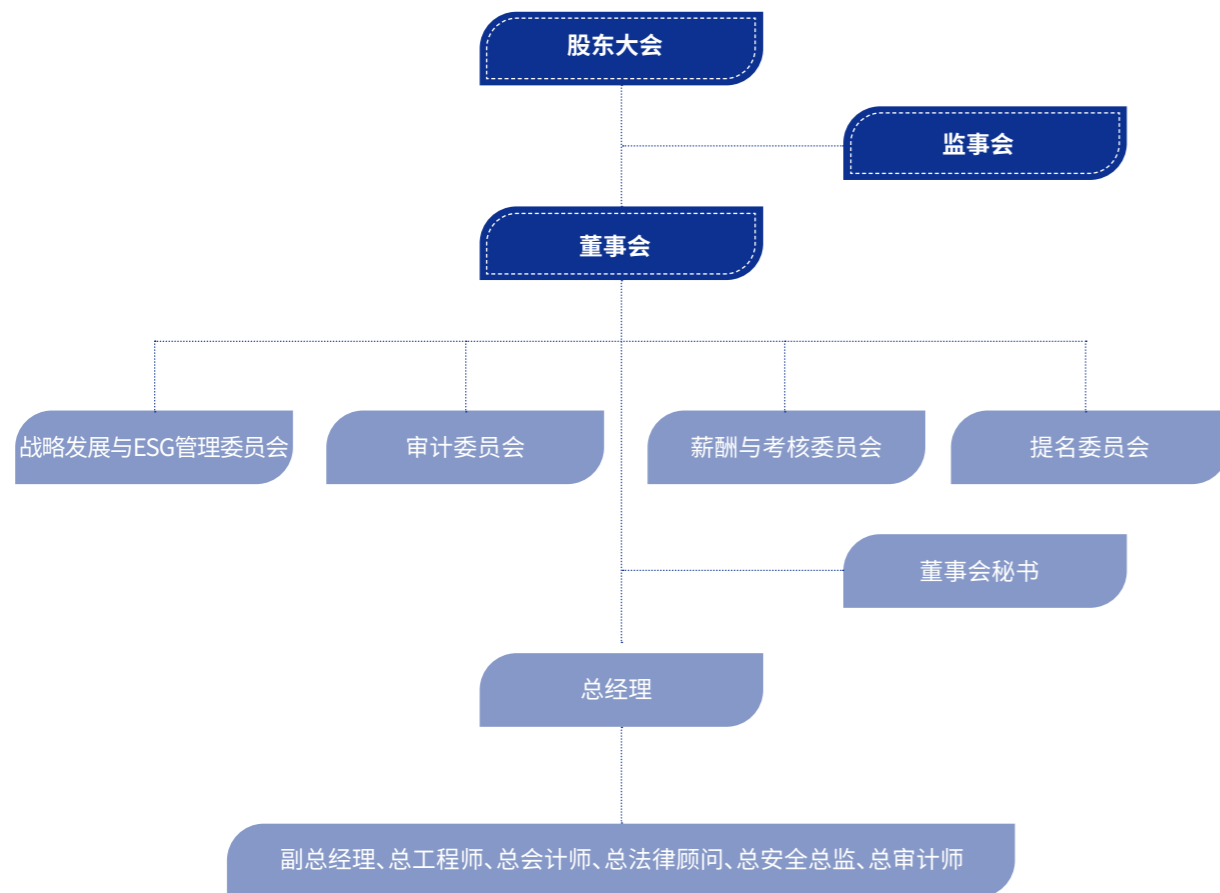 股东大会
监事会
董事会
战略发展与ESG管理委员会
审计委员会
薪酬与考核委员会
提名委员会
董事会秘书
总经理
副总经理、总工程师、总会计师、总法律顾问、总安全总监、总审计师